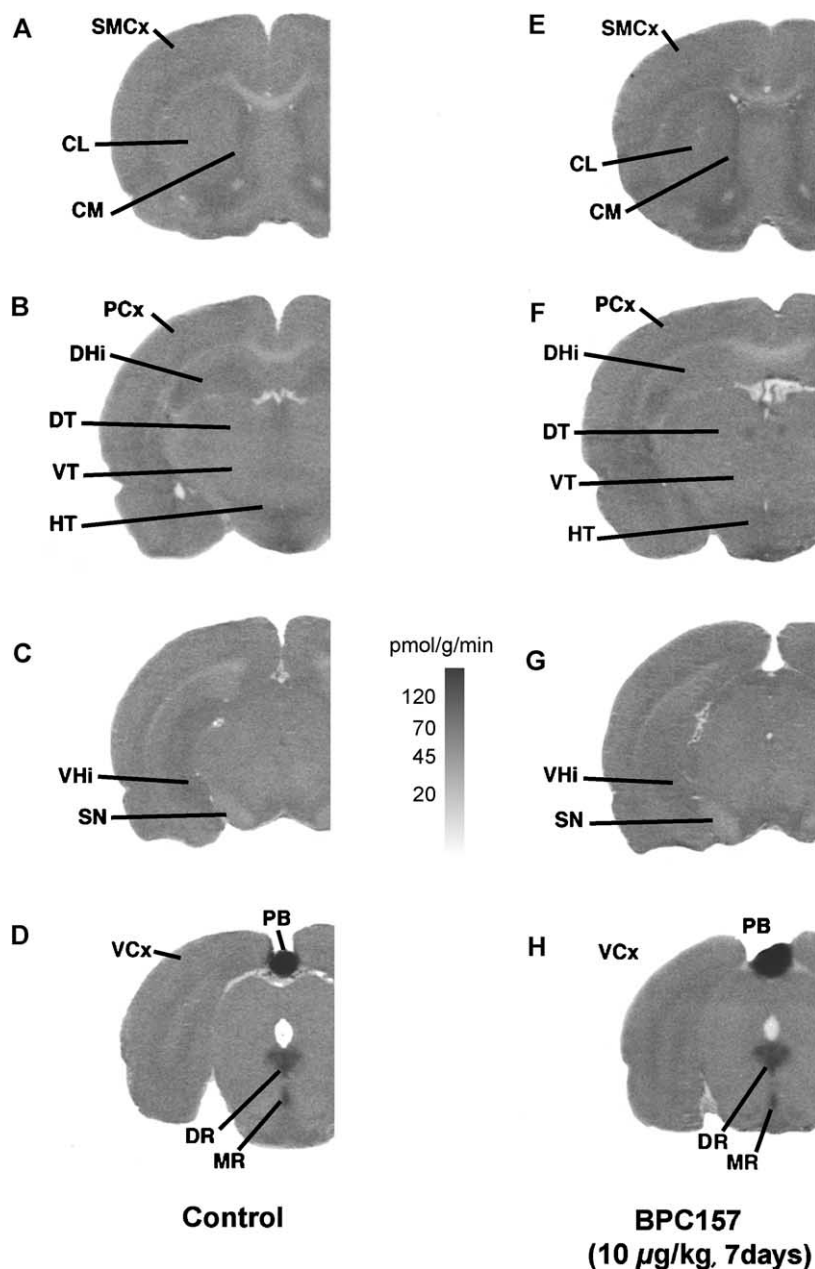 A
SMCx
CL
CM
E
SMCx
CL
CM
B
PCx
DHi
DT
VT
HT
F
PCx
DHi
DT
VT
HT
C
VHi
SN
pmol/g/min
120
70
45
20
G
VHi
SN
D
VCx
PB
DR
MR
H
VCx
PB
DR
MR
Control
BPC157
(10 µg/kg, 7days)